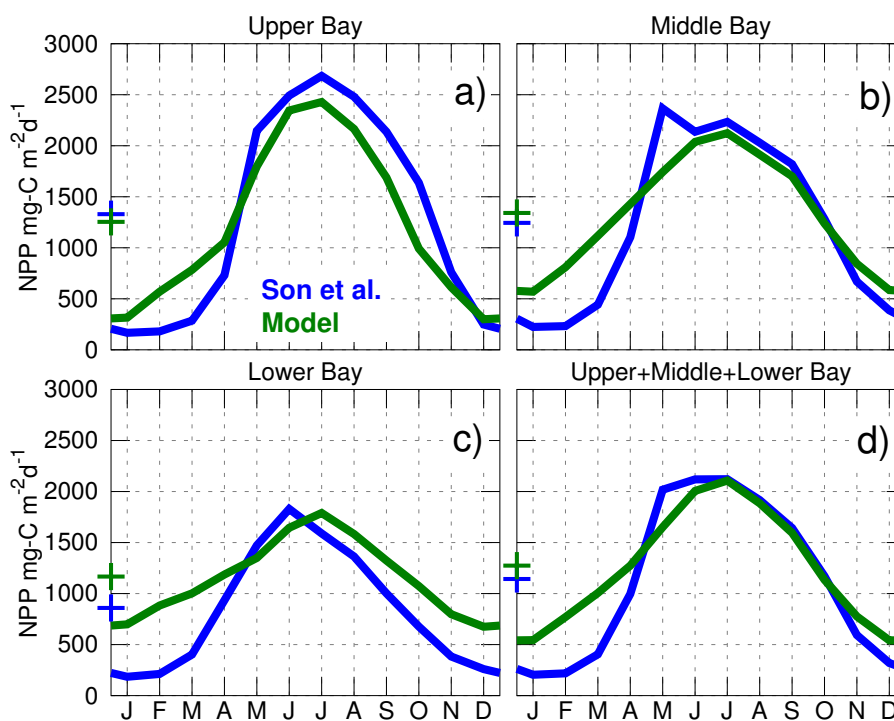 Upper Bay
Middle Bay
3000
2500
2000
1500
1000
500
0
NPP mg-C m-2d-1
a)
b)
Son et al.
Model
Lower Bay
Upper+Middle+Lower Bay
3000
2500
2000
1500
1000
500
0
NPP mg-C m-2d-1
c)
d)
J F M A M J J A S O N D
J F M A M J J A S O N D